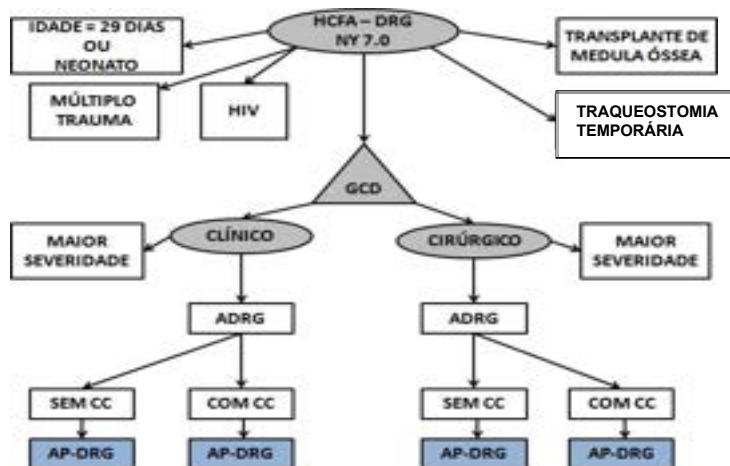 HCFA – DRG
NY 7.0
IDADE = 29 DIAS
OU
NEONATO
TRANSPLANTE DE
MEDULA ÓSSEA
MÚLTIPLO
TRAUMA
HIV
TRAQUEOSTOMIA
TEMPORÁRIA
GCD
MAIOR
SEVERIDADE
CLÍNICO
CIRÚRGICO
MAIOR
SEVERIDADE
ADRG
ADRG
SEM CC
COM CC
SEM CC
COM CC
AP-DRG
AP-DRG
AP-DRG
AP-DRG